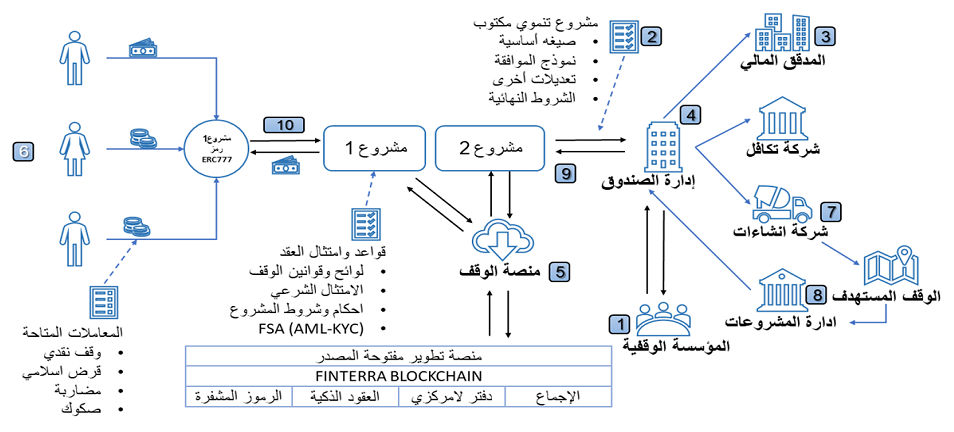 مشروع تنموي مكتوب
• صيغه أساسية
• نموذج الموافقة
• تعديلات أخرى
• الشروط النهائية
2
3
المدقق المالي
4
إدارة الصندوق
شركة تكافل
7
شركة انشاءات
الوقف المستهدف
8
ادارة المشروعات
1
المؤسسة الوقفية
9
مشروع 2
مشروع 1
10
مشروع1
رمز
ERC777
6
5
منصة الوقف
قواعد وامتثال العقد
• لوائح وقوانين الوقف
• الامتثال الشرعي
• احكام وشروط المشروع
• FSA (AML-KYC)
المعاملات المتاحة
• وقف نقدي
• قرض اسلامي
• مضاربة
• صكوك
منصة تطوير مفتوحة المصدر
FINTERRA BLOCKCHAIN
الإجماع
دفتر لامركزي
العقود الذكية
الرموز المشفرة